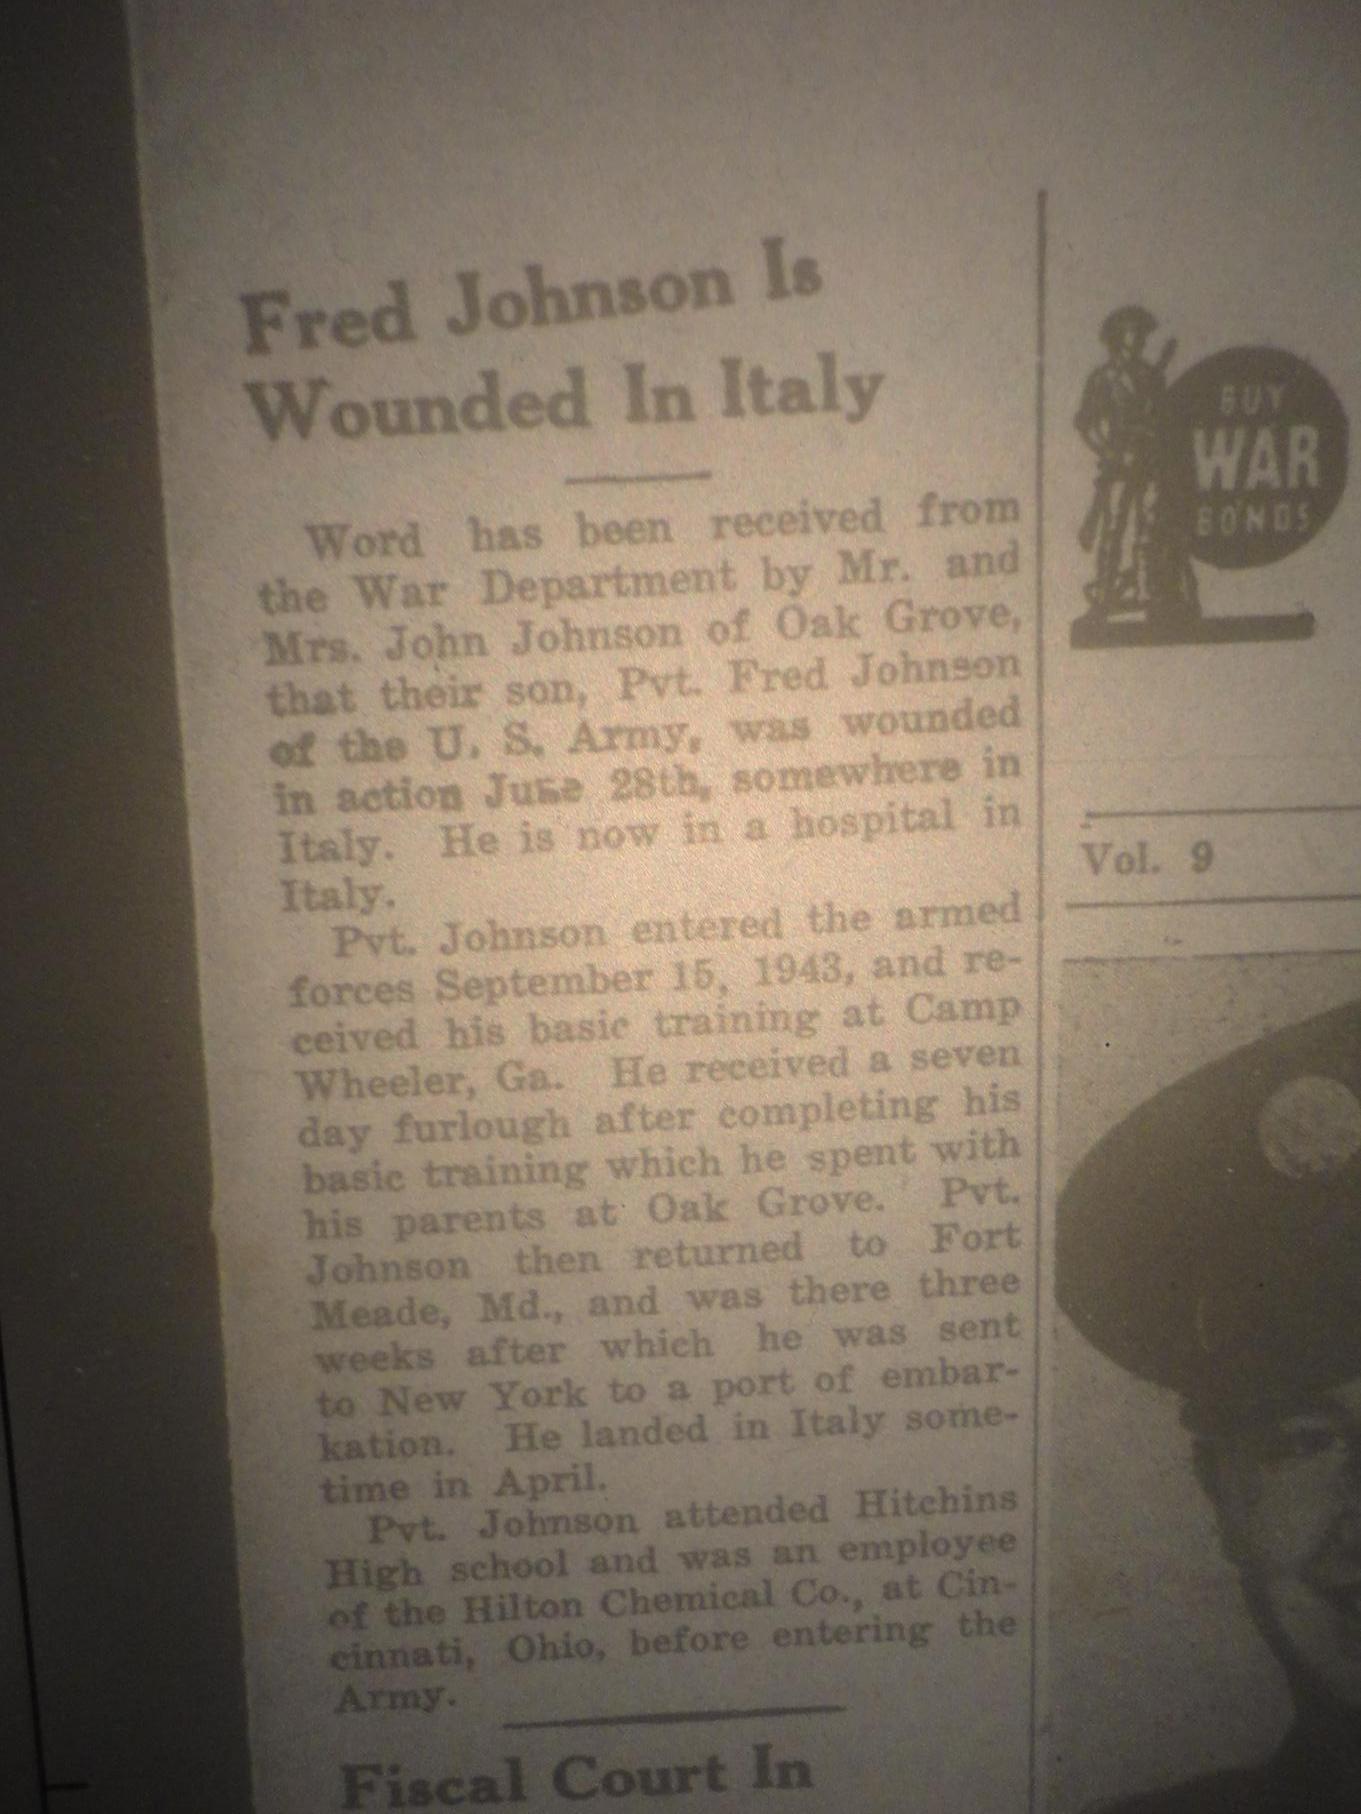 Fred Johnson Is
Wounded In Italy
Word has been received from
the War Department by Mr. and
Mrs. John Johnson of Oak Grove,
that their son, Pvt. Fred Johnson
of the U. S. Army, was wounded
in action June 28th, somewhere in
Italy. He is now in a hospital in
Italy.
Pvt. Johnson entered the armed
forces September 15, 1943, and re-
ceived his basic training at Camp
Wheeler, Ga. He received a seven
day furlough after completing his
basic training which he spent with
his parents at Oak Grove. Pvt.
Johnson then returned to Fort
Meade, Md., and was there three
weeks after which he was sent
to New York to a port of embar-
kation. He landed in Italy some-
time in April.
Pvt. Johnson attended Hitchins
High school and was an employee
of the Hilton Chemical Co., at Cin-
cinnati, Ohio, before entering the
Army.
Fiscal Court In
BUY
WAR
BONDS
Vol. 9